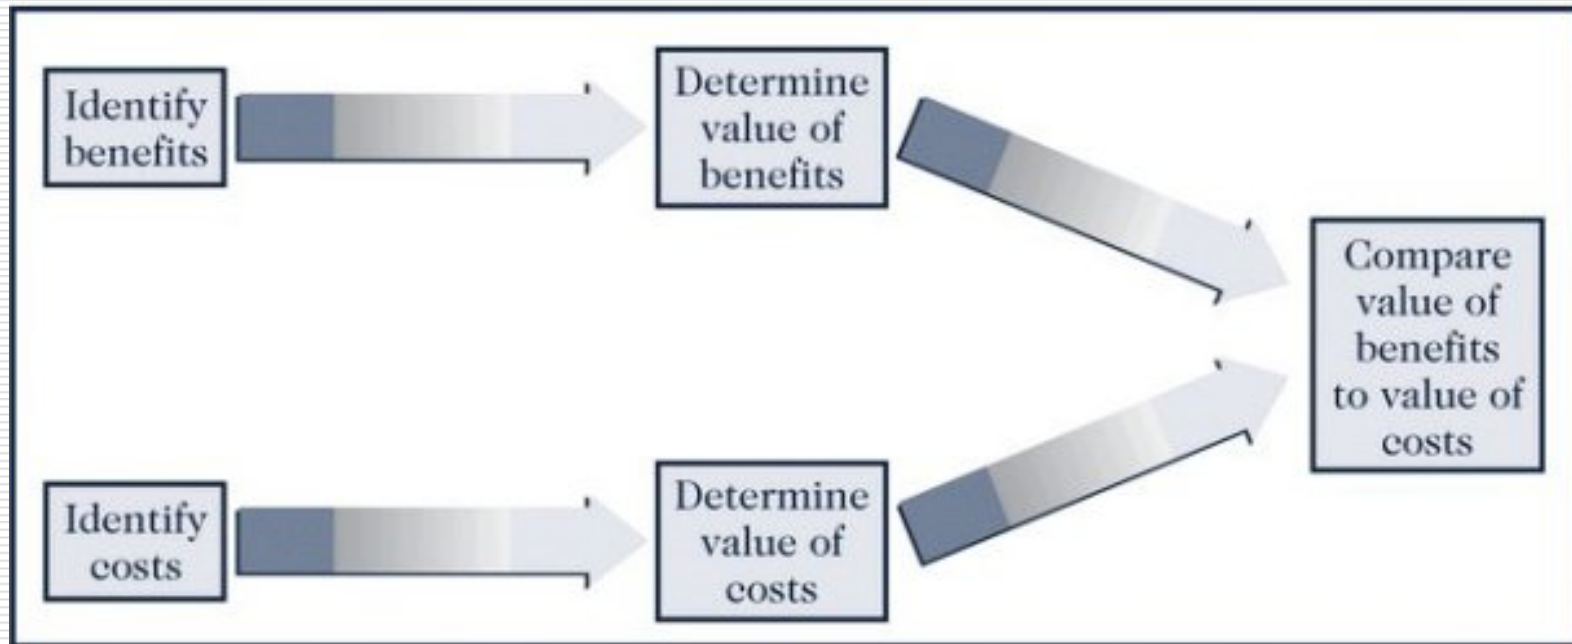 Identify
benefits
Determine
value of
benefits
Compare
value of
benefits
to value of
costs
Identify
costs
Determine
value of
costs